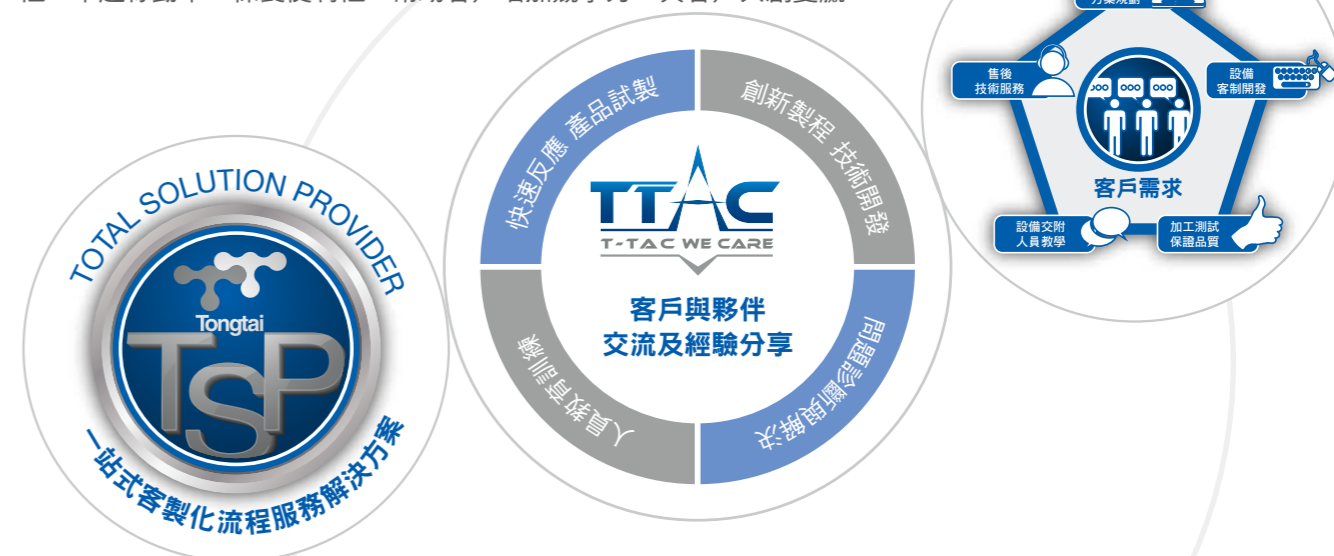 方案規劃
售後
技術服務
設備
客制開發
客戶需求
設備交附
人員教學
加工測試
保證品質
快速反應 產品試製
創新製程 技術開發
TTAC
T-TAC WE CARE
客戶與夥伴
交流及經驗分享
人員教育訓練
問題診斷與解決
TOTAL SOLUTION PROVIDER
Tongtai
TSP
一站式客製化流程服務解決方案